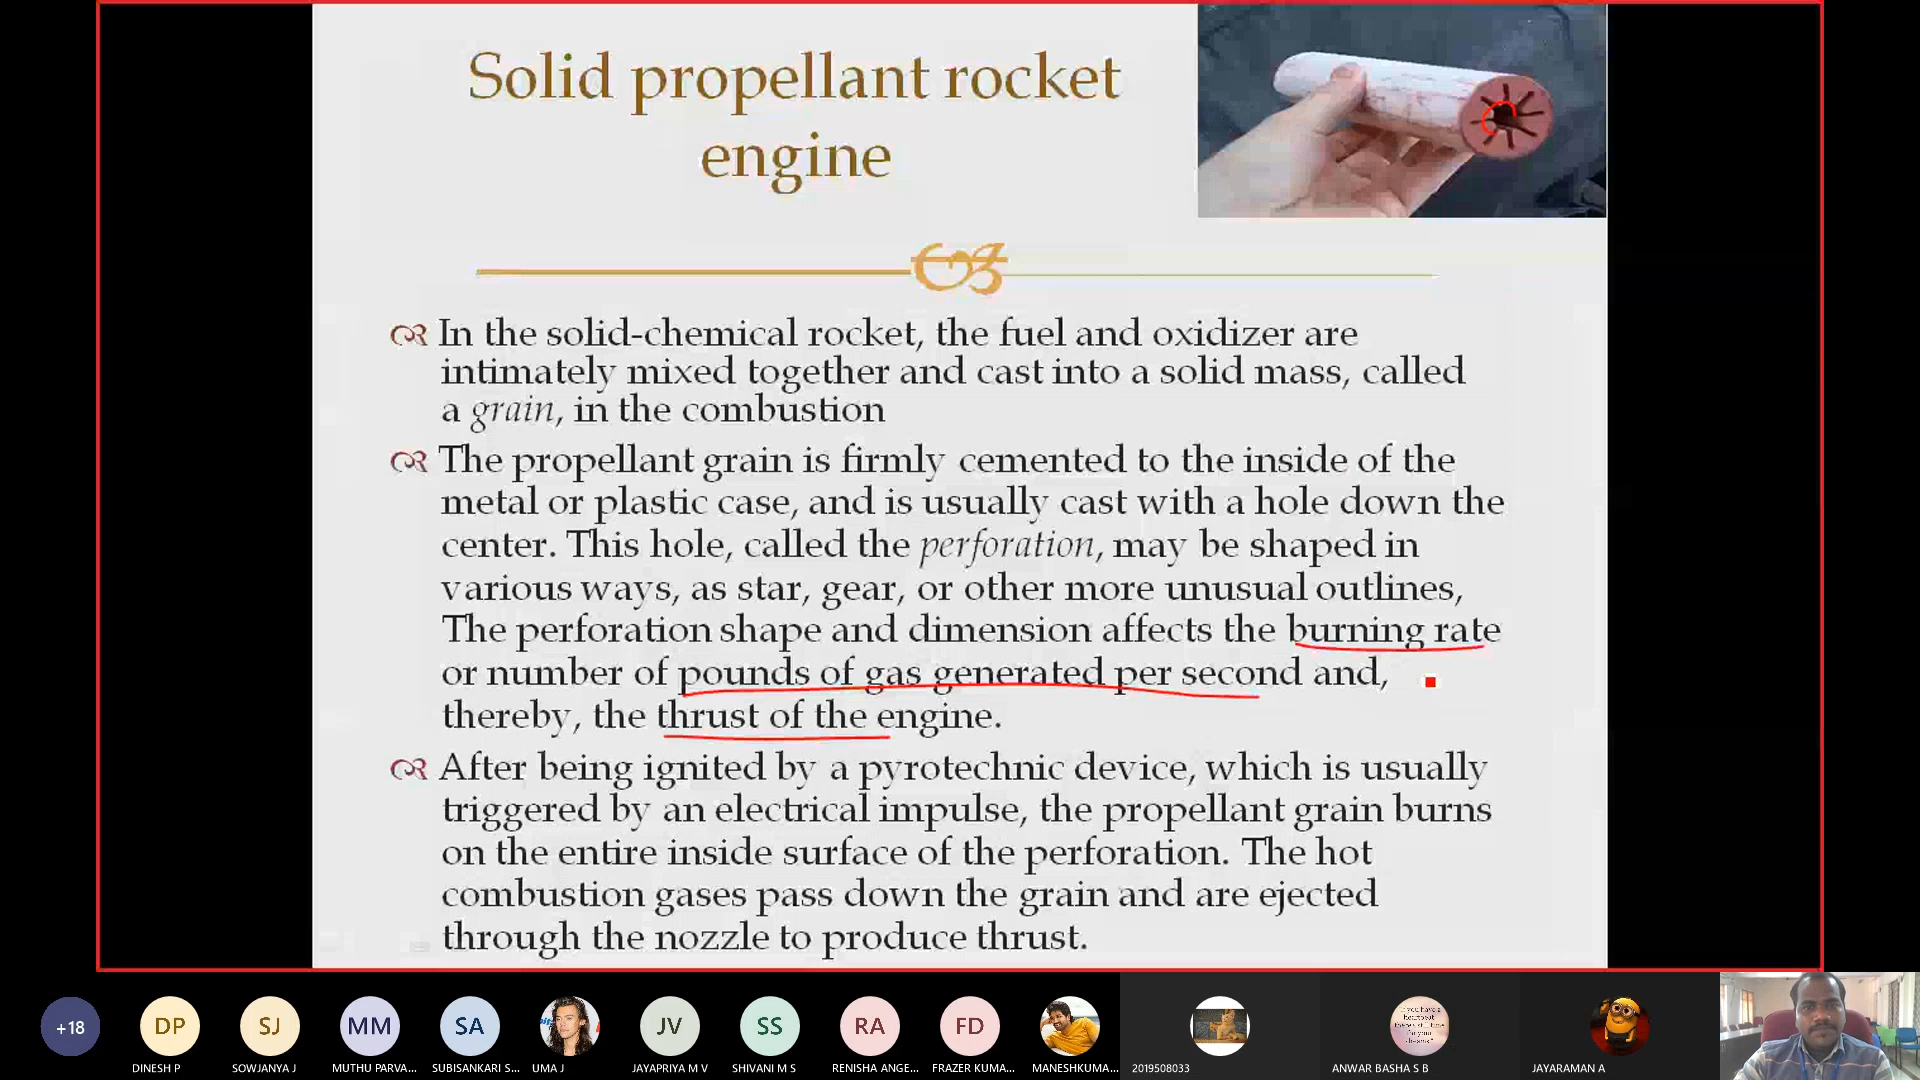 Solid propellant rocket
engine
In the solid-chemical rocket, the fuel and oxidizer are
intimately mixed together and cast into a solid mass, called
a grain, in the combustion
The propellant grain is firmly cemented to the inside of the
metal or plastic case, and is usually cast with a hole down the
center. This hole, called the perforation, may be shaped in
various ways, as star, gear, or other more unusual outlines,
The perforation shape and dimension affects the burning rate
or number of pounds of gas generated per second and,
thereby, the thrust of the engine.
After being ignited by a pyrotechnic device, which is usually
triggered by an electrical impulse, the propellant grain burns
on the entire inside surface of the perforation. The hot
combustion gases pass down the grain and are ejected
through the nozzle to produce thrust.
+18
DP
SJ
MM
SA
JV
SS
RA
FD
DINESH P
SOWJANYA J
MUTHU PARVA...
SUBISANKARI S...
UMA J
JAYAPRIYA M V
SHIVANI M S
RENISHA ANGE...
FRAZER KUMA...
MANESHKUMA...
2019508033
ANWAR BASHA S B
JAYARAMAN A